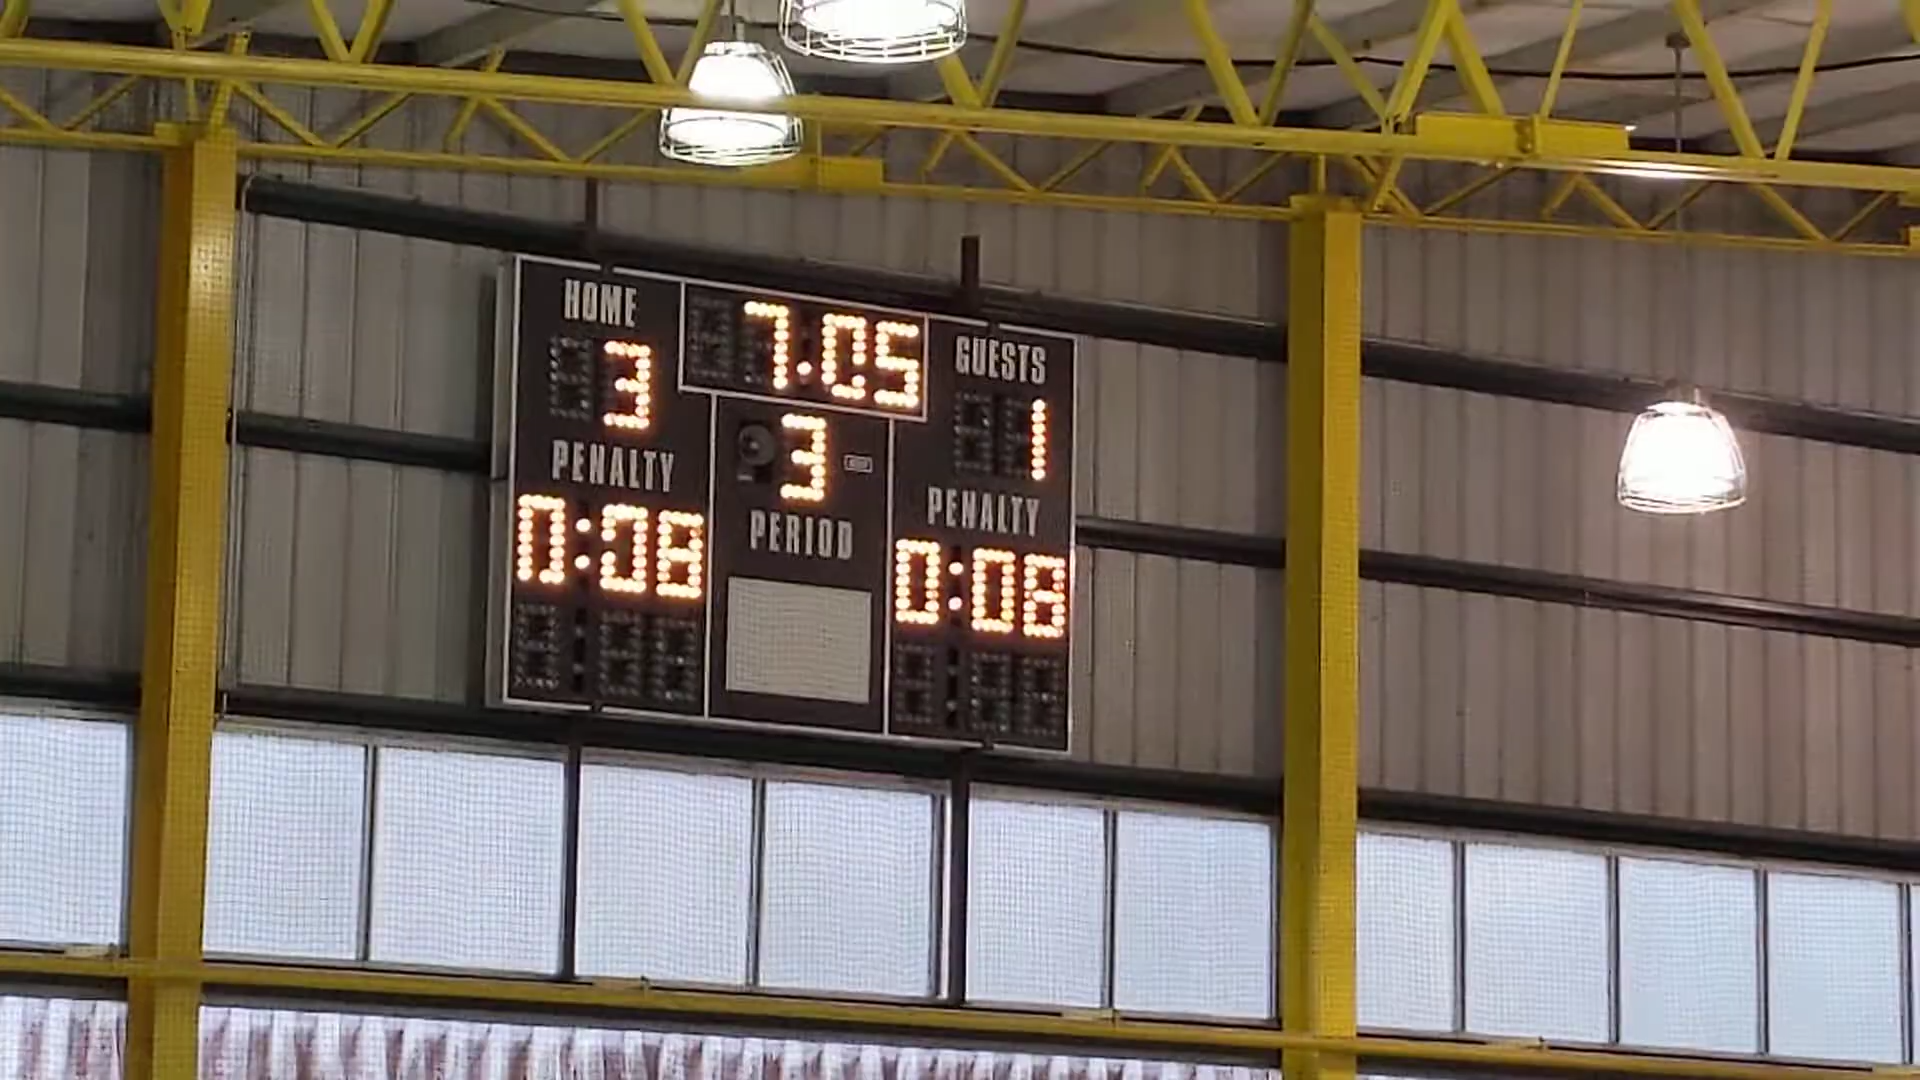 HOME
7:05
GUESTS
3
1
3
PENALTY
PERIOD
PENALTY
0:08
0:08